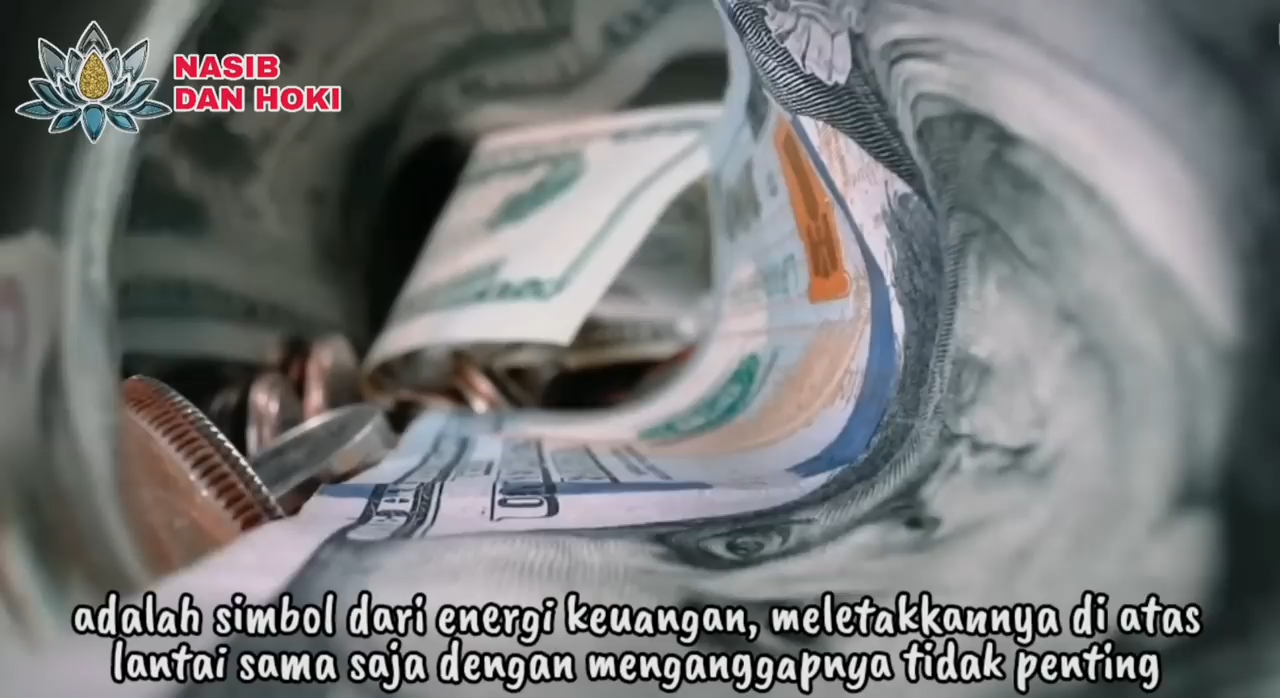 NASIB
DAN HOKI
adalah simbol dari energi keuangan, meletakkannya di atas
lantai sama saja dengan menganggapnya tidak penting